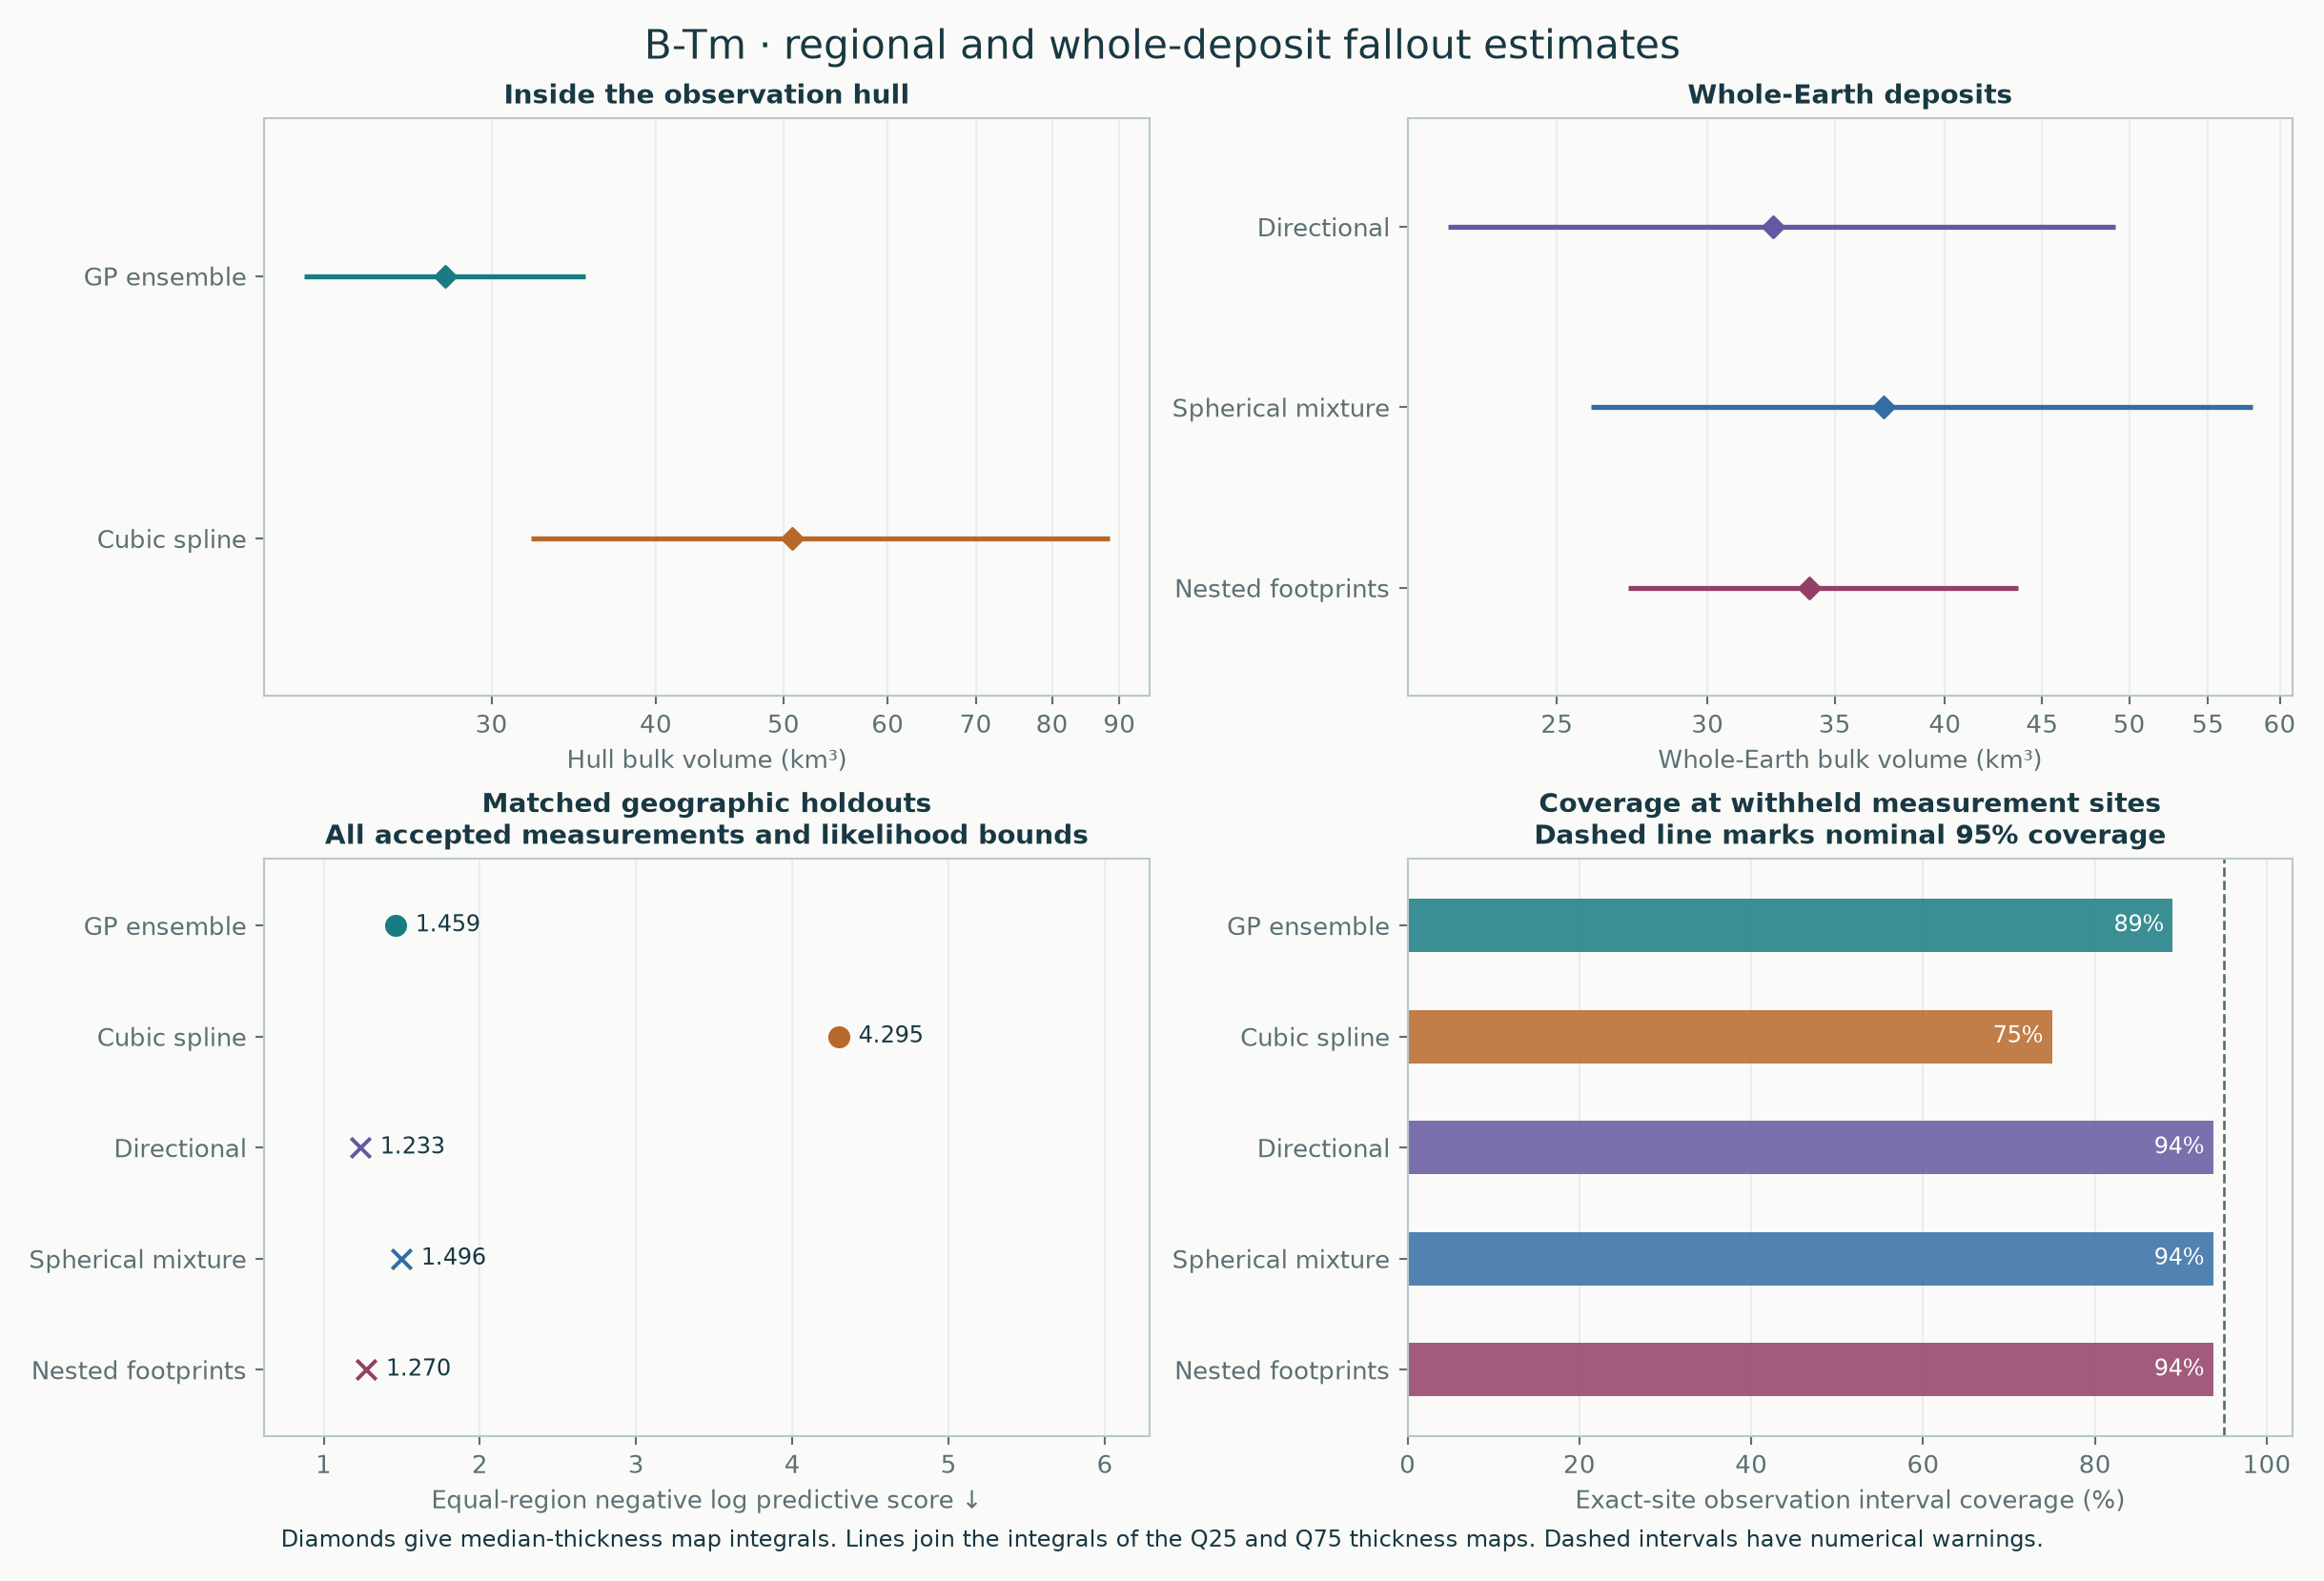 B-Tm · regional and whole-deposit fallout estimates
Inside the observation hull
GP ensemble
Cubic spline
30 40 50 60 70 80 90
Hull bulk volume (km³)
Whole-Earth deposits
Directional
Spherical mixture
Nested footprints
25 30 35 40 45 50 55 60
Whole-Earth bulk volume (km³)
Matched geographic holdouts
All accepted measurements and likelihood bounds
GP ensemble 1.459
Cubic spline 4.295
Directional 1.233
Spherical mixture 1.496
Nested footprints 1.270
1 2 3 4 5 6
Equal-region negative log predictive score ↓
Coverage at withheld measurement sites
Dashed line marks nominal 95% coverage
GP ensemble 89%
Cubic spline 75%
Directional 94%
Spherical mixture 94%
Nested footprints 94%
0 20 40 60 80 100
Exact-site observation interval coverage (%)
Diamonds give median-thickness map integrals. Lines join the integrals of the Q25 and Q75 thickness maps. Dashed intervals have numerical warnings.